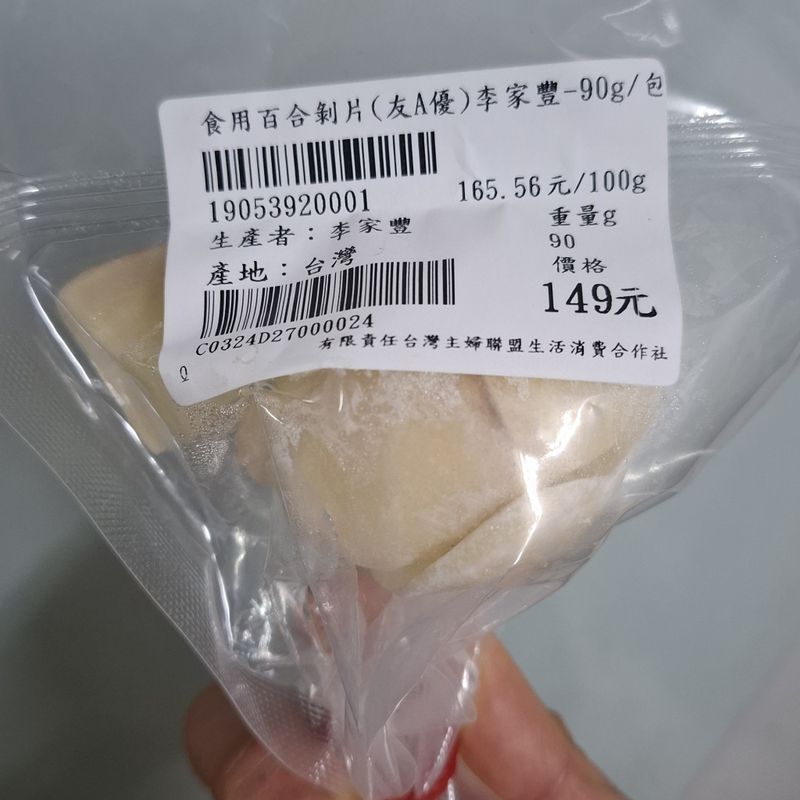 食用百合剝片(友A優)李家豐-90g/包
19053920001
165.56元/100g
生產者：李家豐
重量g
90
產地：台灣
價格
149元
C0324D27000024
有限責任台灣主婦聯盟生活消費合作社